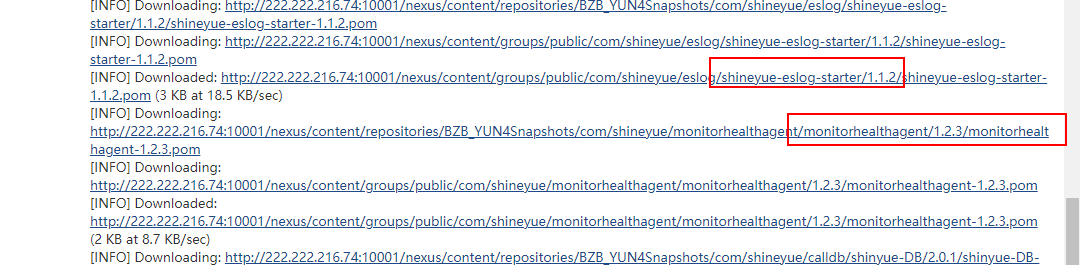 [INFO] Downloading: http://222.222.216.74:10001/nexus/content/repositories/BZB_YUN4Snapshots/com/shineyue/eslog/shineyue-eslog-
starter/1.1.2/shineyue-eslog-starter-1.1.2.pom
[INFO] Downloading: http://222.222.216.74:10001/nexus/content/groups/public/com/shineyue/eslog/shineyue-eslog-starter/1.1.2/shineyue-eslog-
starter-1.1.2.pom
[INFO] Downloaded: http://222.222.216.74:10001/nexus/content/groups/public/com/shineyue/eslog/shineyue-eslog-starter/1.1.2/shineyue-eslog-starter-
1.1.2.pom (3 KB at 18.5 KB/sec)
[INFO] Downloading:
http://222.222.216.74:10001/nexus/content/repositories/BZB_YUN4Snapshots/com/shineyue/monitorhealthagent/monitorhealthagent/1.2.3/monitorhealt
hagent-1.2.3.pom
[INFO] Downloading:
http://222.222.216.74:10001/nexus/content/groups/public/com/shineyue/monitorhealthagent/monitorhealthagent/1.2.3/monitorhealthagent-1.2.3.pom
[INFO] Downloaded:
http://222.222.216.74:10001/nexus/content/groups/public/com/shineyue/monitorhealthagent/monitorhealthagent/1.2.3/monitorhealthagent-1.2.3.pom
(2 KB at 8.7 KB/sec)
[INFO] Downloading: http://222.222.216.74:10001/nexus/content/repositories/BZB_YUN4Snapshots/com/shineyue/calldb/shinyue-DB/2.0.1/shinyue-DB-